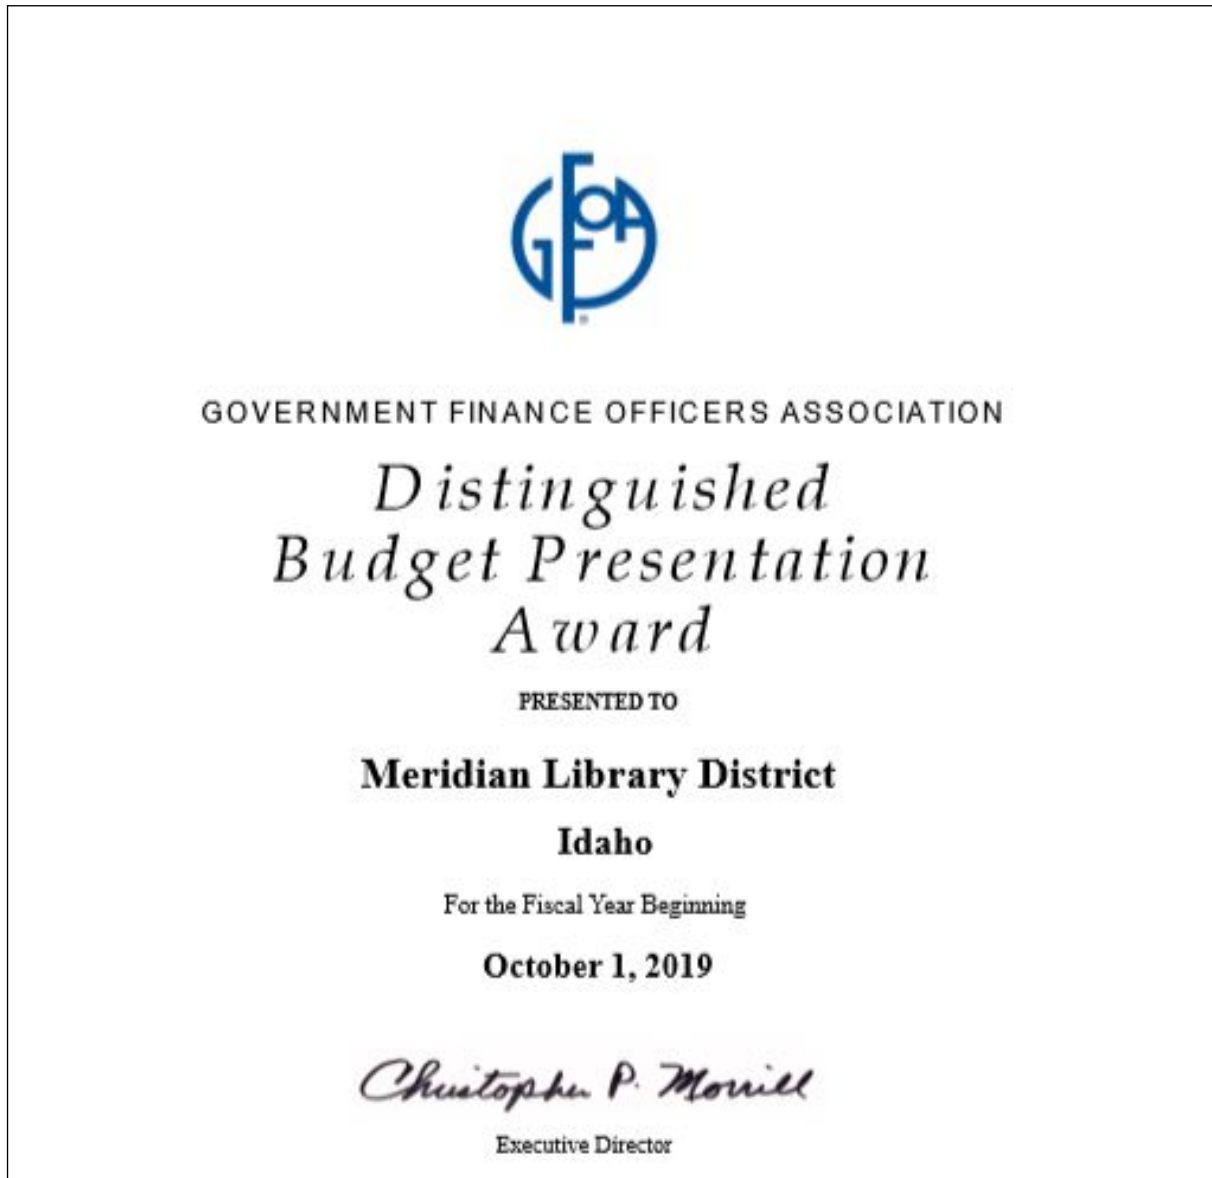 GFOA
GOVERNMENT FINANCE OFFICERS ASSOCIATION
Distinguished
Budget Presentation
Award
PRESENTED TO
Meridian Library District
Idaho
For the Fiscal Year Beginning
October 1, 2019
Christopher P. Morrill
Executive Director